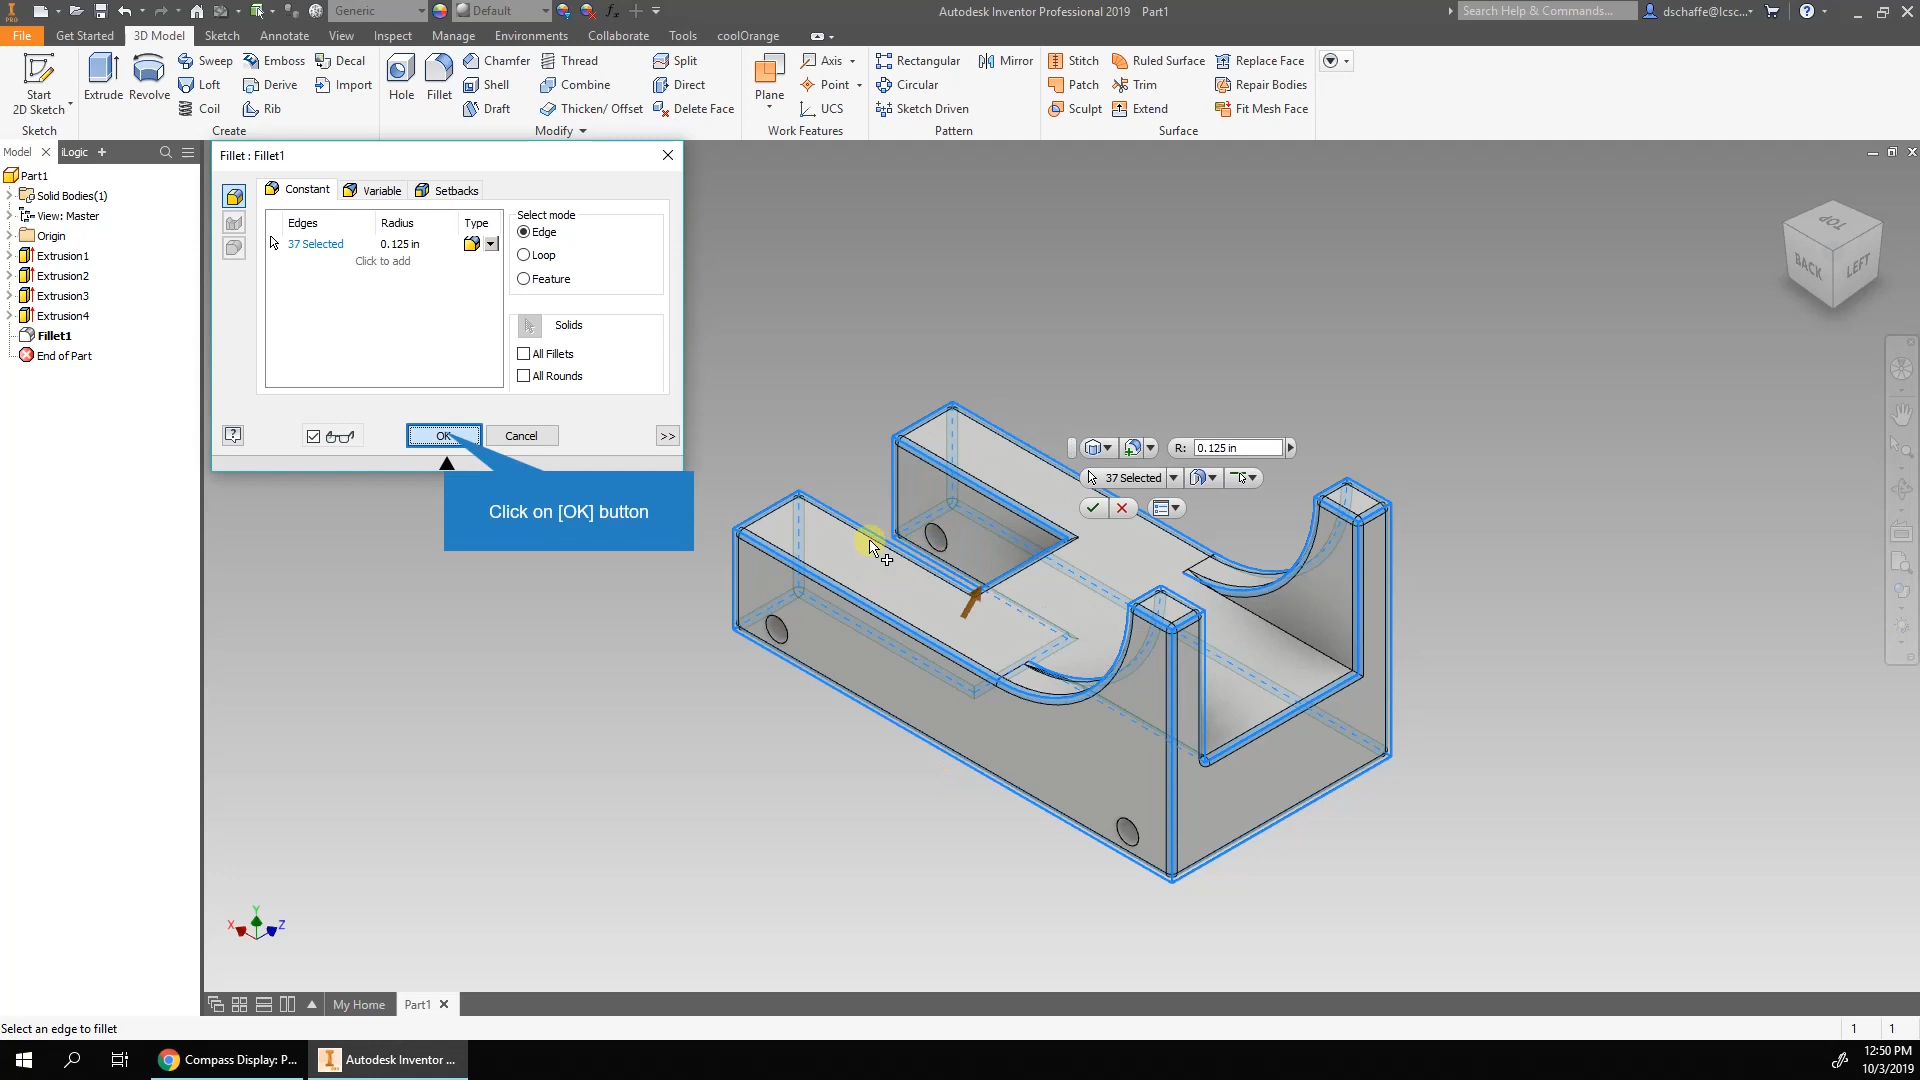 PRO
Generic
Default
Autodesk Inventor Professional 2019 Part1
Search Help & Commands...
dschaffe@lcsc...
File
Get Started
3D Model
Sketch
Annotate
View
Inspect
Manage
Environments
Collaborate
Tools
coolOrange
Start
2D Sketch
Extrude
Revolve
Sweep
Emboss
Decal
Loft
Derive
Import
Coil
Rib
Hole
Fillet
Chamfer
Thread
Split
Shell
Combine
Direct
Draft
Thicken/ Offset
Delete Face
Plane
Axis
Point
UCS
Rectangular
Mirror
Circular
Sketch Driven
Stitch
Ruled Surface
Replace Face
Patch
Trim
Repair Bodies
Sculpt
Extend
Fit Mesh Face
Sketch
Create
Modify
Work Features
Pattern
Surface
Model
iLogic
Part1
Solid Bodies(1)
View: Master
Origin
Extrusion1
Extrusion2
Extrusion3
Extrusion4
Fillet1
End of Part
Fillet : Fillet1
Constant
Variable
Setbacks
Edges
Radius
Type
37 Selected
0.125 in
Click to add
Select mode
Edge
Loop
Feature
Solids
All Fillets
All Rounds
OK
Cancel
>>
Click on [OK] button
R:
0.125 in
37 Selected
TOP
BACK
LEFT
X
Y
Z
My Home
Part1
Select an edge to fillet
1
1
Compass Display: P...
Autodesk Inventor ...
12:50 PM
10/3/2019